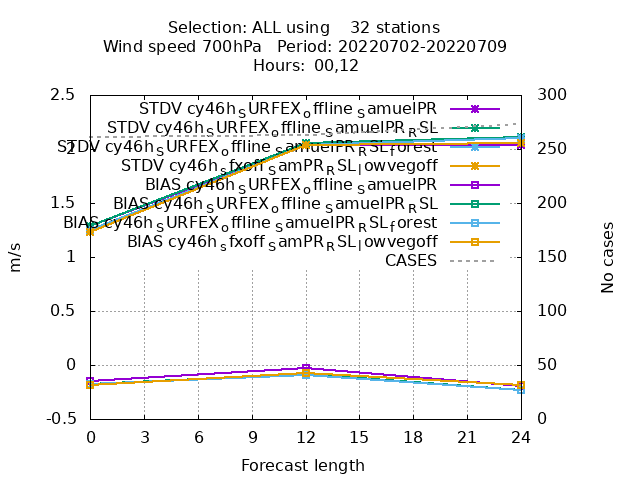 Selection: ALL using 32 stations
Wind speed 700hPa Period: 20220702-20220709
Hours: 00,12
2.5
2
1.5
1
0.5
0
-0.5
m/s
STDV cy46h_SURFEX_offline_SamuelPR
STDV cy46h_SURFEX_offline_SamuelPR_RSL
STDV cy46h_SURFEX_offline_SamuelPR_RSL_forest
STDV cy46h_sfxoff_SamPR_RSL_lowvegoff
BIAS cy46h_SURFEX_offline_SamuelPR
BIAS cy46h_SURFEX_offline_SamuelPR_RSL
BIAS cy46h_SURFEX_offline_SamuelPR_RSL_forest
BIAS cy46h_sfxoff_SamPR_RSL_lowvegoff
CASES
300
250
200
150
100
50
0
No cases
0 3 6 9 12 15 18 21 24
Forecast length